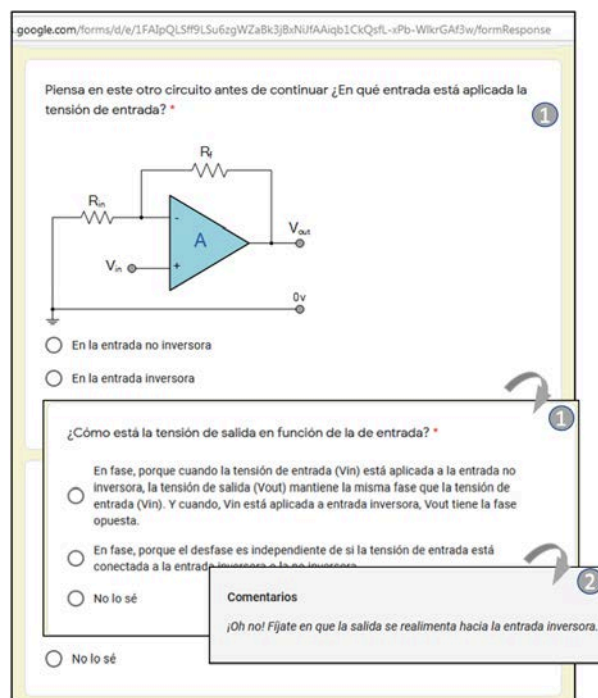 .google.com/forms/d/e/1FAIpQLSff9LSu6zgWZaBk3jBxNiJfAAiqb1CkQsfL-xPb-WlkrGAf3w/formResponse
Piensa en este otro circuito antes de continuar ¿En qué entrada está aplicada la
tensión de entrada? *
1
Rf
Rin
-
A
Vout
Vin
+
0v
En la entrada no inversora
En la entrada inversora
1
¿Cómo está la tensión de salida en función de la de entrada? *
En fase, porque cuando la tensión de entrada (Vin) está aplicada a la entrada no
inversora, la tensión de salida (Vout) mantiene la misma fase que la tensión de
entrada (Vin). Y cuando, Vin está aplicada a entrada inversora, Vout tiene la fase
opuesta.
En fase, porque el desfase es independiente de si la tensión de entrada está
conectada a la entrada inversora o la no inversora
No lo sé
2
Comentarios
¡Oh no! Fíjate en que la salida se realimenta hacia la entrada inversora.
No lo sé